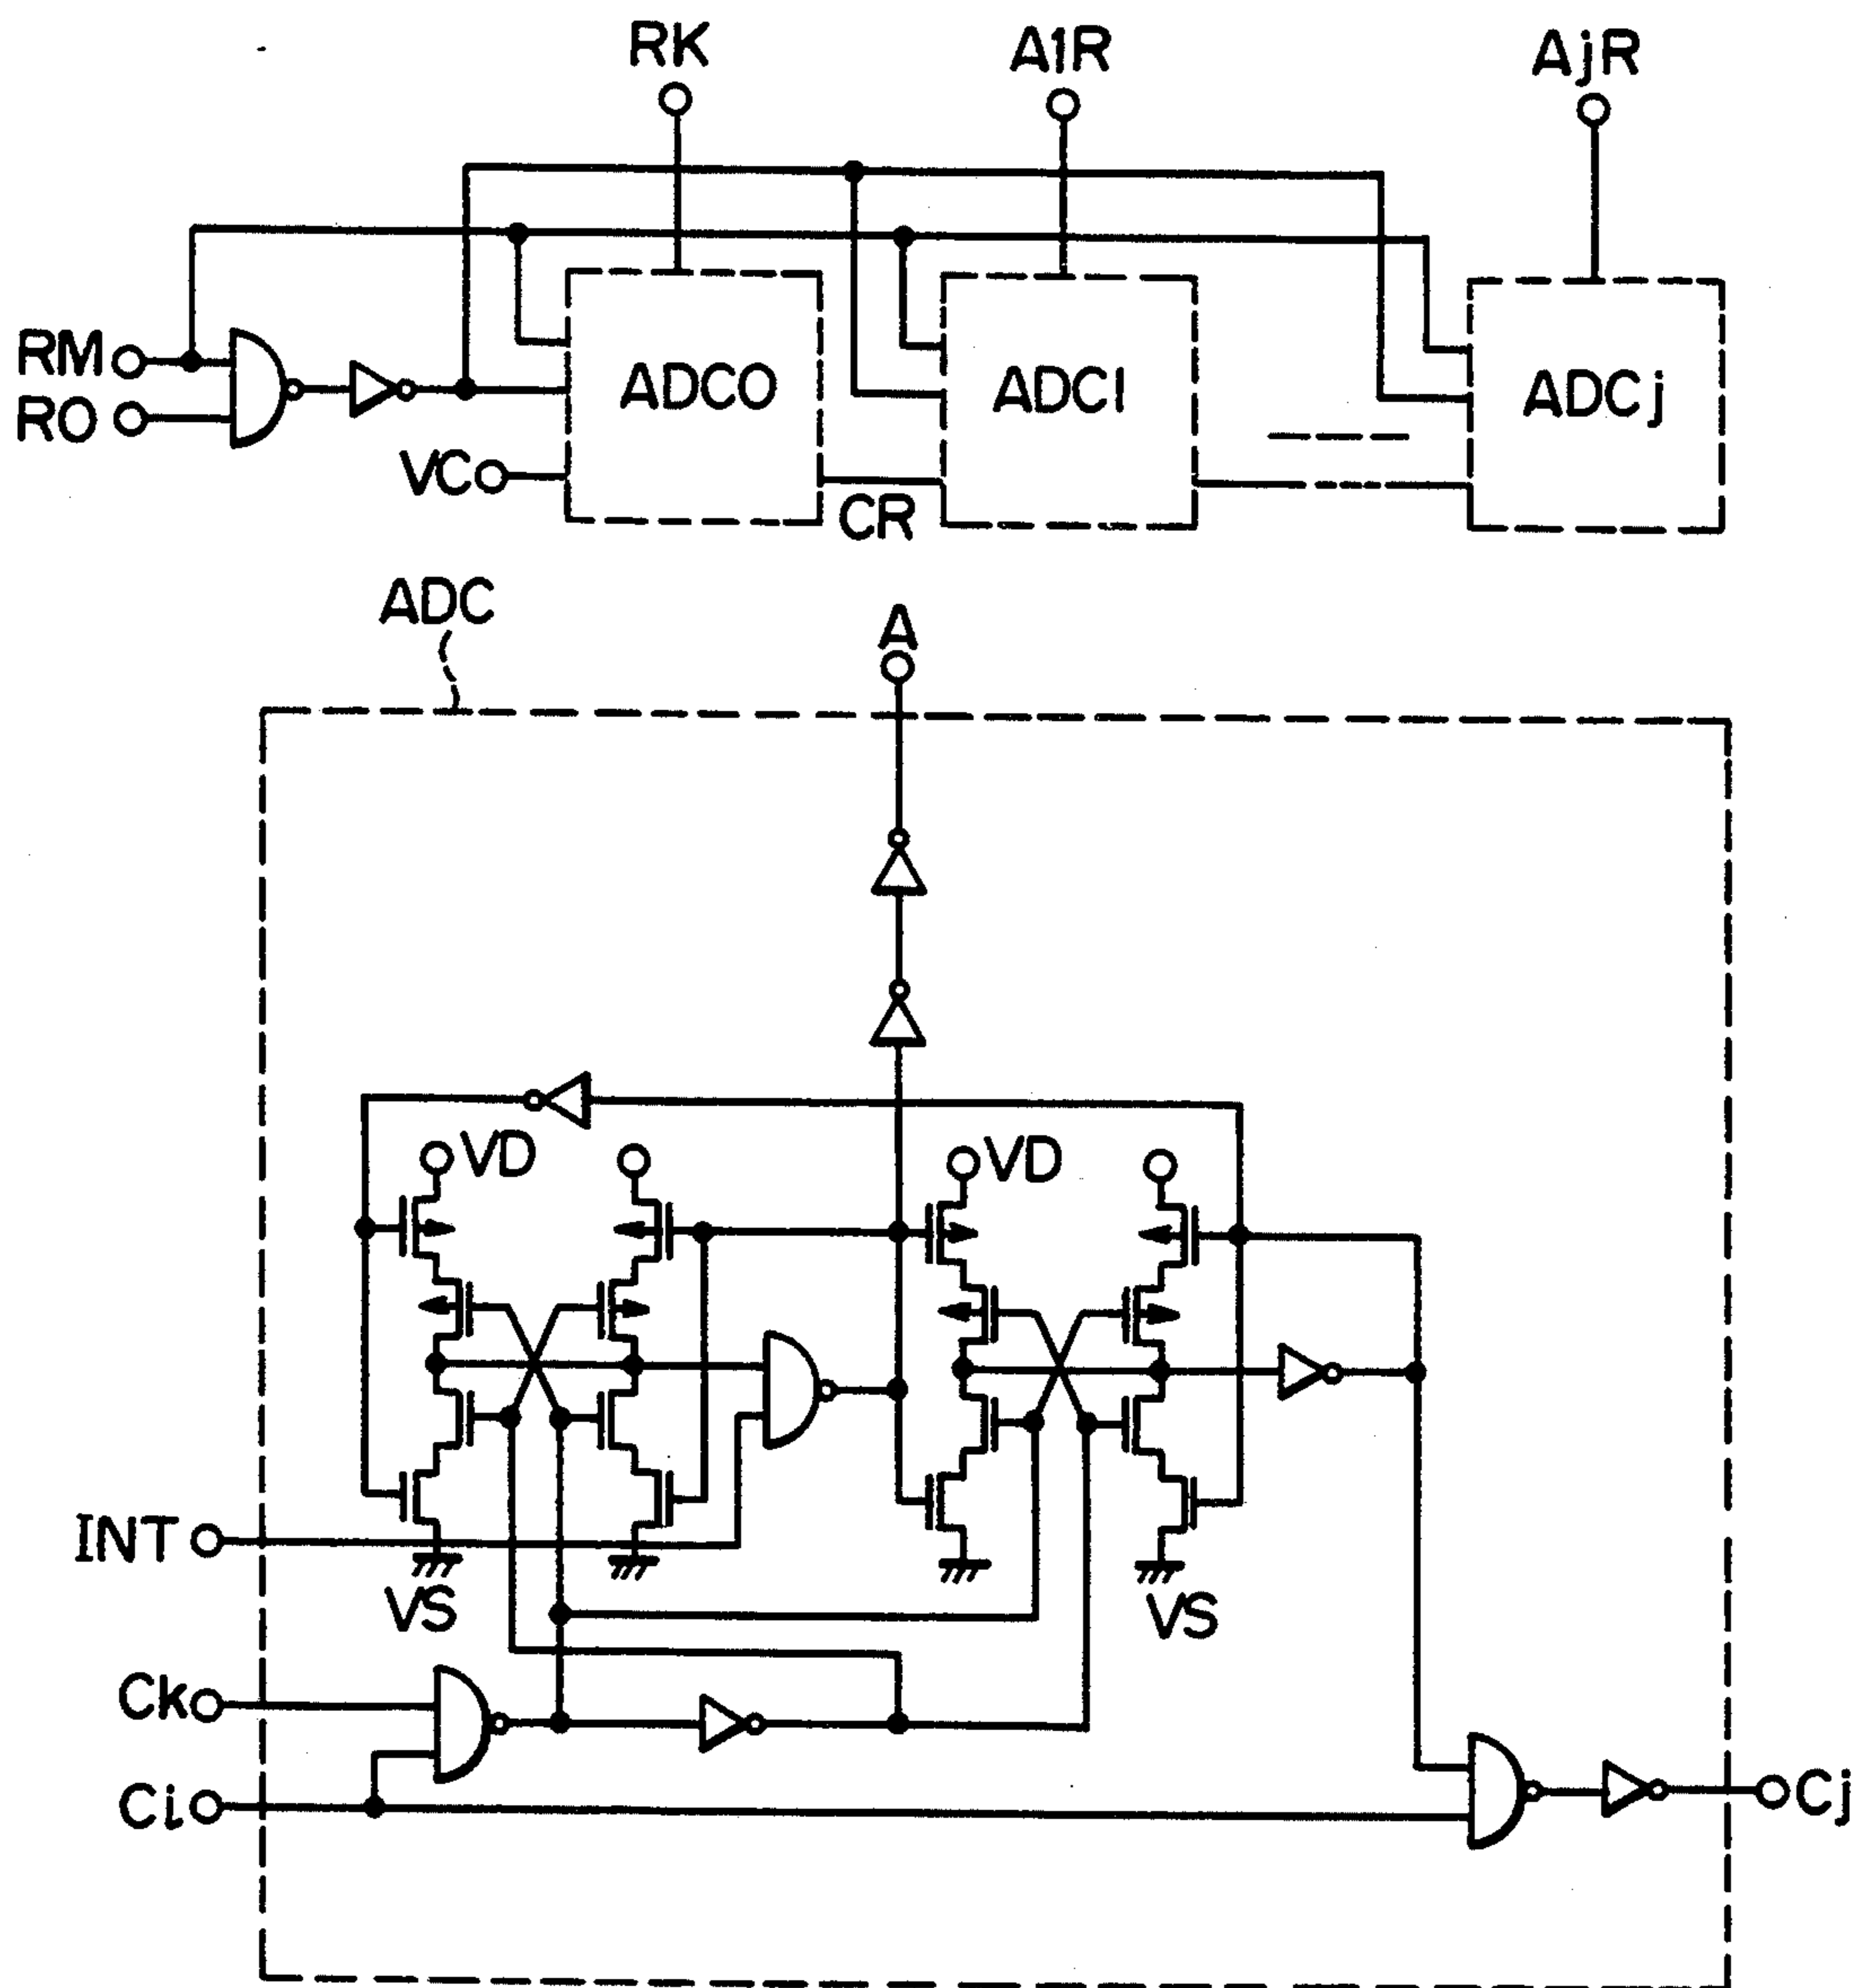 RK
A1R
AjR
RM
RO
ADC0
ADC1
ADCj
VC
CR
ADC
A
VD
VD
INT
VS
VS
Ck
Ci
Cj